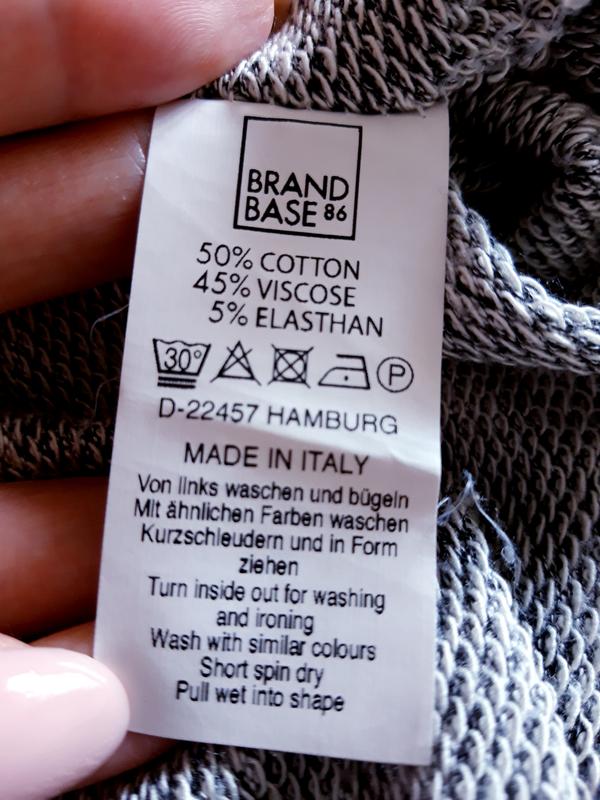 BRAND
BASE 86
50% COTTON
45% VISCOSE
5% ELASTHAN
30° P
D-22457 HAMBURG
MADE IN ITALY
Von links waschen und bügeln
Mit ähnlichen Farben waschen
Kurzschleudern und in Form
ziehen
Turn inside out for washing
and ironing
Wash with similar colours
Short spin dry
Pull wet into shape